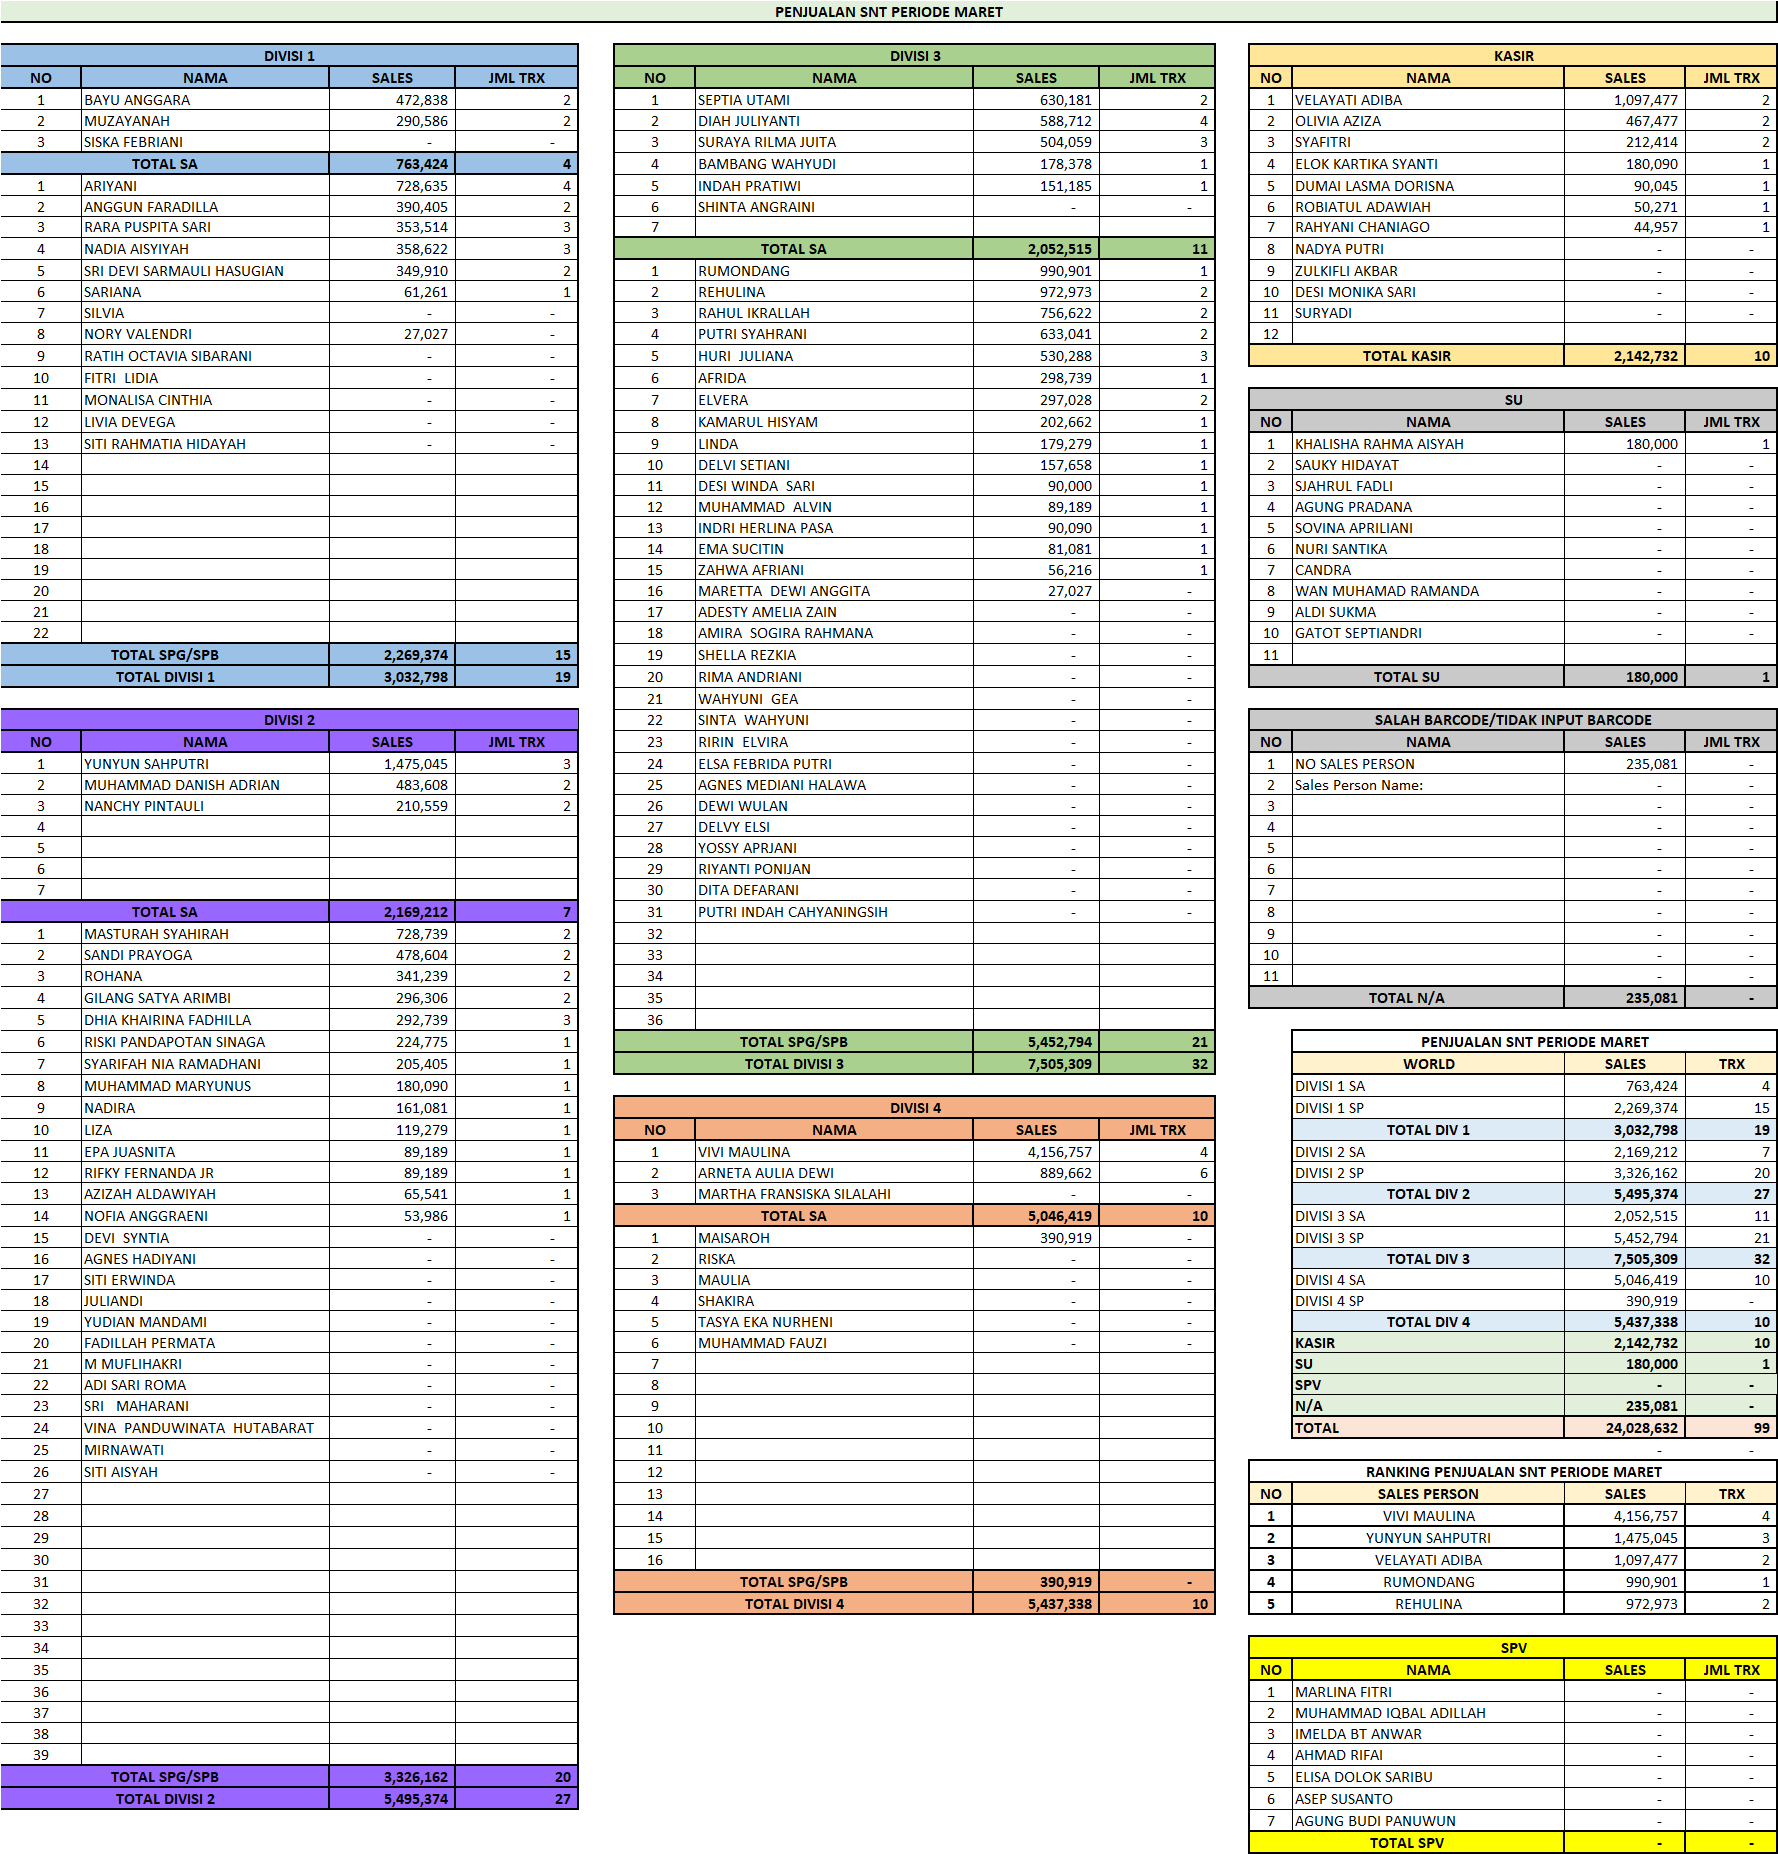 PENJUALAN SNT PERIODE MARET
DIVISI 1
NO NAMA SALES JML TRX
1 BAYU ANGGARA 472,838 2
2 MUZAYANAH 290,586 2
3 SISKA FEBRIANI - -
TOTAL SA 763,424 4
1 ARIYANI 728,635 4
2 ANGGUN FARADILLA 390,405 2
3 RARA PUSPITA SARI 353,514 3
4 NADIA AISYIYAH 358,622 3
5 SRI DEVI SARMAULI HASUGIAN 349,910 2
6 SARIANA 61,261 1
7 SILVIA - -
8 NORY VALENDRI 27,027 -
9 RATIH OCTAVIA SIBARANI - -
10 FITRI LIDIA - -
11 MONALISA CINTHIA - -
12 LIVIA DEVEGA - -
13 SITI RAHMATIA HIDAYAH - -
14
15
16
17
18
19
20
21
22
TOTAL SPG/SPB 2,269,374 15
TOTAL DIVISI 1 3,032,798 19
DIVISI 2
NO NAMA SALES JML TRX
1 YUNYUN SAHPUTRI 1,475,045 3
2 MUHAMMAD DANISH ADRIAN 483,608 2
3 NANCHY PINTAULI 210,559 2
4
5
6
7
TOTAL SA 2,169,212 7
1 MASTURAH SYAHIRAH 728,739 2
2 SANDI PRAYOGA 478,604 2
3 ROHANA 341,239 2
4 GILANG SATYA ARIMBI 296,306 2
5 DHIA KHAIRINA FADHILLA 292,739 3
6 RISKI PANDAPOTAN SINAGA 224,775 1
7 SYARIFAH NIA RAMADHANI 205,405 1
8 MUHAMMAD MARYUNUS 180,090 1
9 NADIRA 161,081 1
10 LIZA 119,279 1
11 EPA JUASNITA 89,189 1
12 RIFKY FERNANDA JR 89,189 1
13 AZIZAH ALDAWIYAH 65,541 1
14 NOFIA ANGGRAENI 53,986 1
15 DEVI SYNTIA - -
16 AGNES HADIYANI - -
17 SITI ERWINDA - -
18 JULIANDI - -
19 YUDIAN MANDAMI - -
20 FADILLAH PERMATA - -
21 M MUFLIHAKRI - -
22 ADI SARI ROMA - -
23 SRI MAHARANI - -
24 VINA PANDUWINATA HUTABARAT - -
25 MIRNAWATI - -
26 SITI AISYAH - -
27
28
29
30
31
32
33
34
35
36
37
38
39
TOTAL SPG/SPB 3,326,162 20
TOTAL DIVISI 2 5,495,374 27
DIVISI 3
NO NAMA SALES JML TRX
1 SEPTIA UTAMI 630,181 2
2 DIAH JULIYANTI 588,712 4
3 SURAYA RILMA JUITA 504,059 3
4 BAMBANG WAHYUDI 178,378 1
5 INDAH PRATIWI 151,185 1
6 SHINTA ANGRAINI - -
7
TOTAL SA 2,052,515 11
1 RUMONDANG 990,901 1
2 REHULINA 972,973 2
3 RAHUL IKRALLAH 756,622 2
4 PUTRI SYAHRANI 633,041 2
5 HURI JULIANA 530,288 3
6 AFRIDA 298,739 1
7 ELVERA 297,028 2
8 KAMARUL HISYAM 202,662 1
9 LINDA 179,279 1
10 DELVI SETIANI 157,658 1
11 DESI WINDA SARI 90,000 1
12 MUHAMMAD ALVIN 89,189 1
13 INDRI HERLINA PASA 90,090 1
14 EMA SUCITIN 81,081 1
15 ZAHWA AFRIANI 56,216 1
16 MARETTA DEWI ANGGITA 27,027 -
17 ADESTY AMELIA ZAIN - -
18 AMIRA SOGIRA RAHMANA - -
19 SHELLA REZKIA - -
20 RIMA ANDRIANI - -
21 WAHYUNI GEA - -
22 SINTA WAHYUNI - -
23 RIRIN ELVIRA - -
24 ELSA FEBRIDA PUTRI - -
25 AGNES MEDIANI HALAWA - -
26 DEWI WULAN - -
27 DELVY ELSI - -
28 YOSSY APRJANI - -
29 RIYANTI PONIJAN - -
30 DITA DEFARANI - -
31 PUTRI INDAH CAHYANINGSIH - -
32
33
34
35
36
TOTAL SPG/SPB 5,452,794 21
TOTAL DIVISI 3 7,505,309 32
DIVISI 4
NO NAMA SALES JML TRX
1 VIVI MAULINA 4,156,757 4
2 ARNETA AULIA DEWI 889,662 6
3 MARTHA FRANSISKA SILALAHI - -
TOTAL SA 5,046,419 10
1 MAISAROH 390,919 -
2 RISKA - -
3 MAULIA - -
4 SHAKIRA - -
5 TASYA EKA NURHENI - -
6 MUHAMMAD FAUZI - -
7
8
9
10
11
12
13
14
15
16
TOTAL SPG/SPB 390,919 -
TOTAL DIVISI 4 5,437,338 10
KASIR
NO NAMA SALES JML TRX
1 VELAYATI ADIBA 1,097,477 2
2 OLIVIA AZIZA 467,477 2
3 SYAFITRI 212,414 2
4 ELOK KARTIKA SYANTI 180,090 1
5 DUMAI LASMA DORISNA 90,045 1
6 ROBIATUL ADAWIAH 50,271 1
7 RAHYANI CHANIAGO 44,957 1
8 NADYA PUTRI - -
9 ZULKIFLI AKBAR - -
10 DESI MONIKA SARI - -
11 SURYADI - -
12
TOTAL KASIR 2,142,732 10
SU
NO NAMA SALES JML TRX
1 KHALISHA RAHMA AISYAH 180,000 1
2 SAUKY HIDAYAT - -
3 SJAHRUL FADLI - -
4 AGUNG PRADANA - -
5 SOVINA APRILIANI - -
6 NURI SANTIKA - -
7 CANDRA - -
8 WAN MUHAMAD RAMANDA - -
9 ALDI SUKMA - -
10 GATOT SEPTIANDRI - -
11
TOTAL SU 180,000 1
SALAH BARCODE/TIDAK INPUT BARCODE
NO NAMA SALES JML TRX
1 NO SALES PERSON 235,081 -
2 Sales Person Name: - -
3 - -
4 - -
5 - -
6 - -
7 - -
8 - -
9 - -
10 - -
11 - -
TOTAL N/A 235,081 -
PENJUALAN SNT PERIODE MARET
WORLD SALES TRX
DIVISI 1 SA 763,424 4
DIVISI 1 SP 2,269,374 15
TOTAL DIV 1 3,032,798 19
DIVISI 2 SA 2,169,212 7
DIVISI 2 SP 3,326,162 20
TOTAL DIV 2 5,495,374 27
DIVISI 3 SA 2,052,515 11
DIVISI 3 SP 5,452,794 21
TOTAL DIV 3 7,505,309 32
DIVISI 4 SA 5,046,419 10
DIVISI 4 SP 390,919 -
TOTAL DIV 4 5,437,338 10
KASIR 2,142,732 10
SU 180,000 1
SPV - -
N/A 235,081 -
TOTAL 24,028,632 99
- -
RANKING PENJUALAN SNT PERIODE MARET
NO SALES PERSON SALES TRX
1 VIVI MAULINA 4,156,757 4
2 YUNYUN SAHPUTRI 1,475,045 3
3 VELAYATI ADIBA 1,097,477 2
4 RUMONDANG 990,901 1
5 REHULINA 972,973 2
SPV
NO NAMA SALES JML TRX
1 MARLINA FITRI - -
2 MUHAMMAD IQBAL ADILLAH - -
3 IMELDA BT ANWAR - -
4 AHMAD RIFAI - -
5 ELISA DOLOK SARIBU - -
6 ASEP SUSANTO - -
7 AGUNG BUDI PANUWUN - -
TOTAL SPV - -